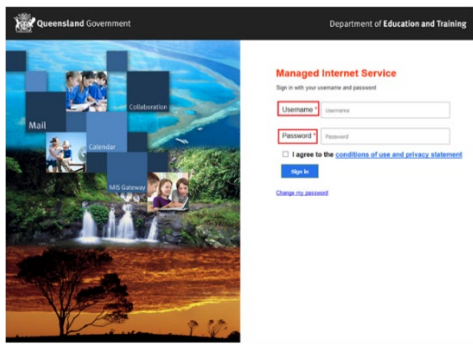 Queensland Government
Department of Education and Training
Collaboration
Mail
Calendar
MIS Gateway
Managed Internet Service
Sign in with your username and password
Username * Username
Password * Password
I agree to the conditions of use and privacy statement
Sign in
Change my password